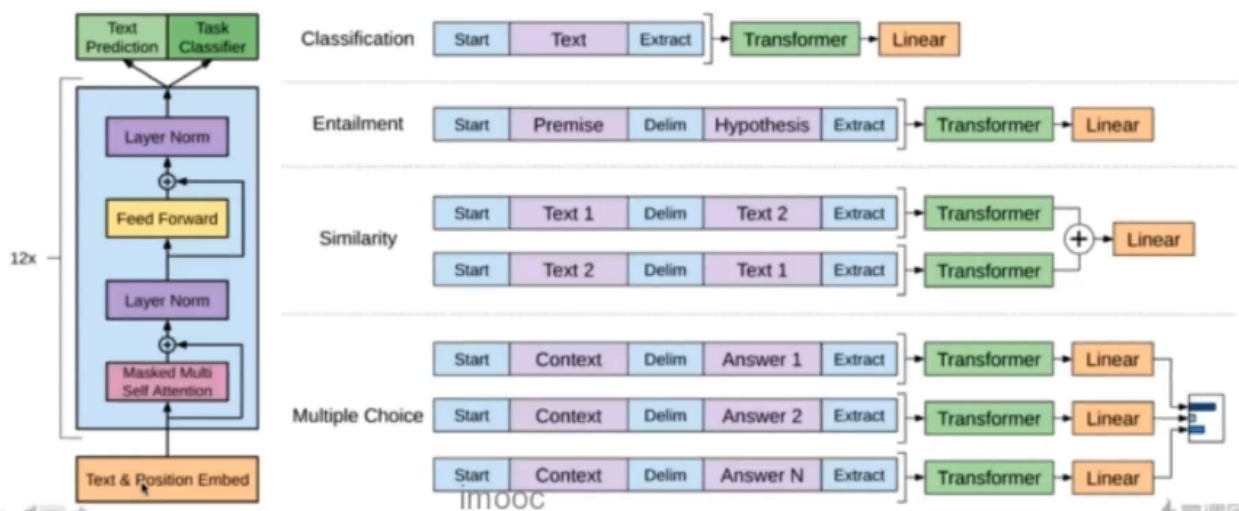 Text
Prediction
Task
Classifier
Layer Norm
Feed Forward
12x
Layer Norm
Masked Multi
Self Attention
Text & Position Embed
Classification
Start
Text
Extract
Transformer
Linear
Entailment
Start
Premise
Delim
Hypothesis
Extract
Transformer
Linear
Similarity
Start
Text 1
Delim
Text 2
Extract
Transformer
Start
Text 2
Delim
Text 1
Extract
Transformer
Linear
Multiple Choice
Start
Context
Delim
Answer 1
Extract
Transformer
Linear
Start
Context
Delim
Answer 2
Extract
Transformer
Linear
Start
Context
Delim
Answer N
Extract
Transformer
Linear
imooc